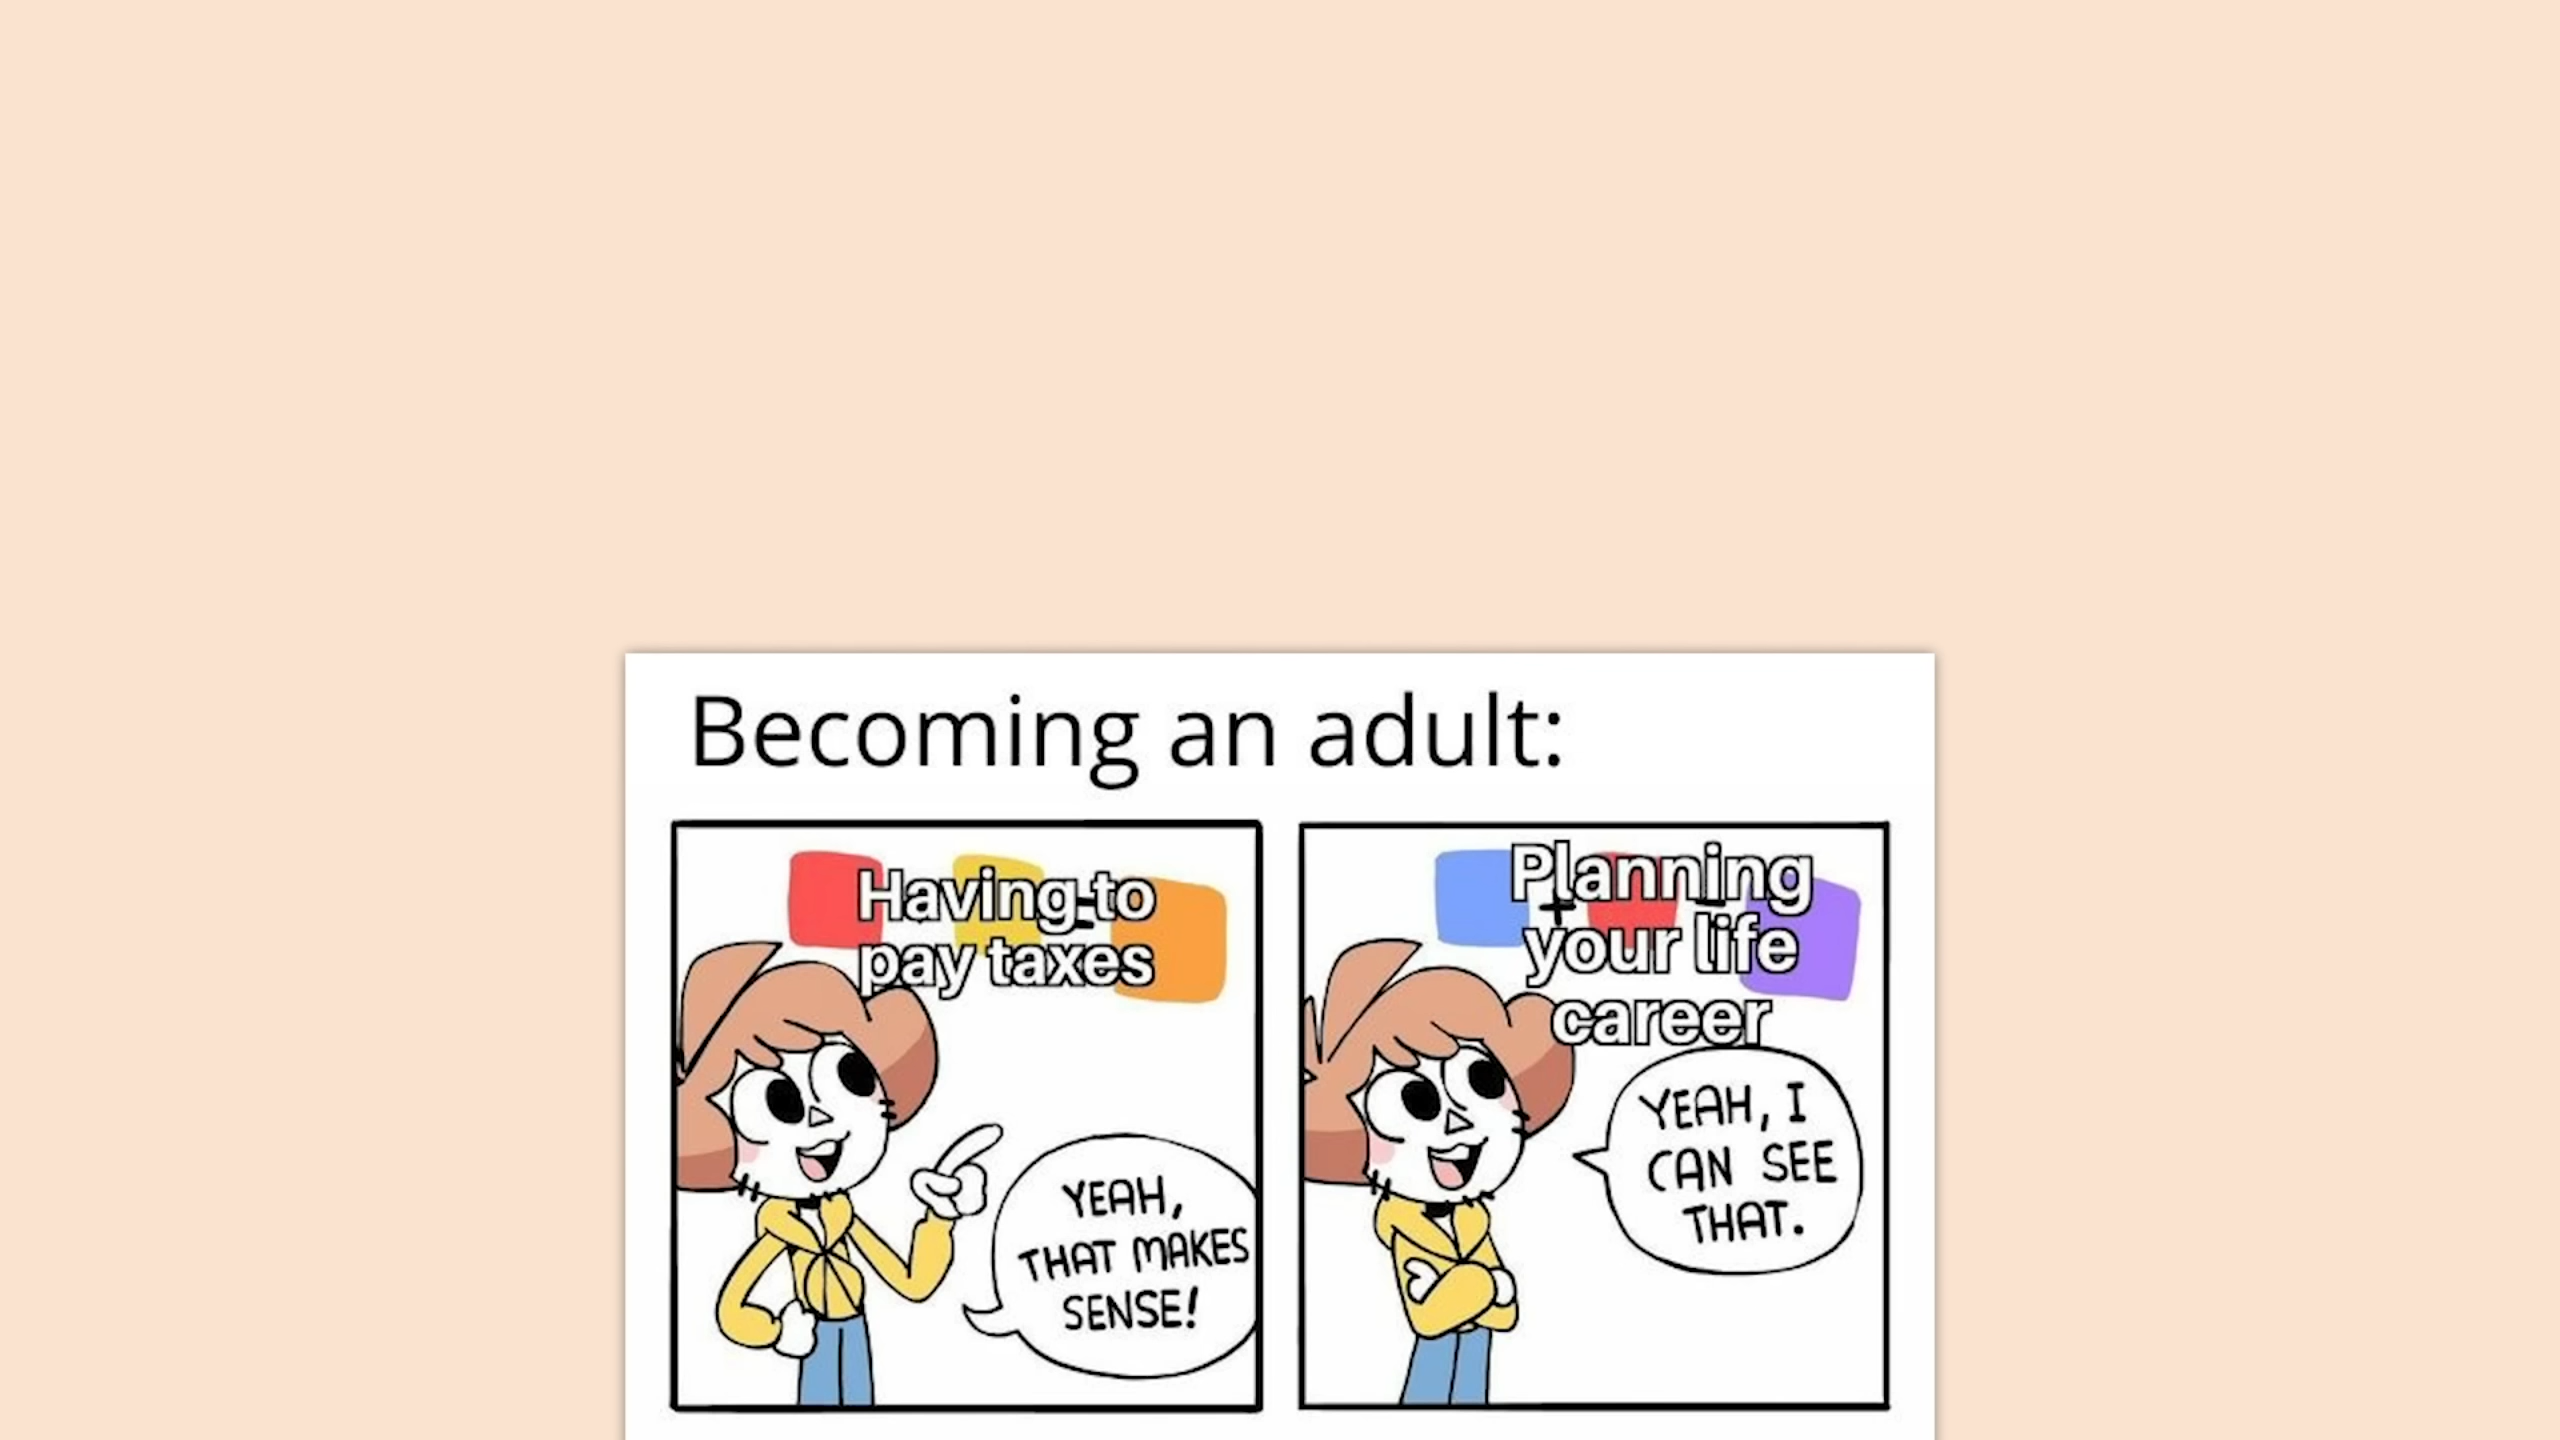 Becoming an adult:
Having to
pay taxes
YEAH,
THAT MAKES
SENSE!
Planning
your life
career
YEAH, I
CAN SEE
THAT.